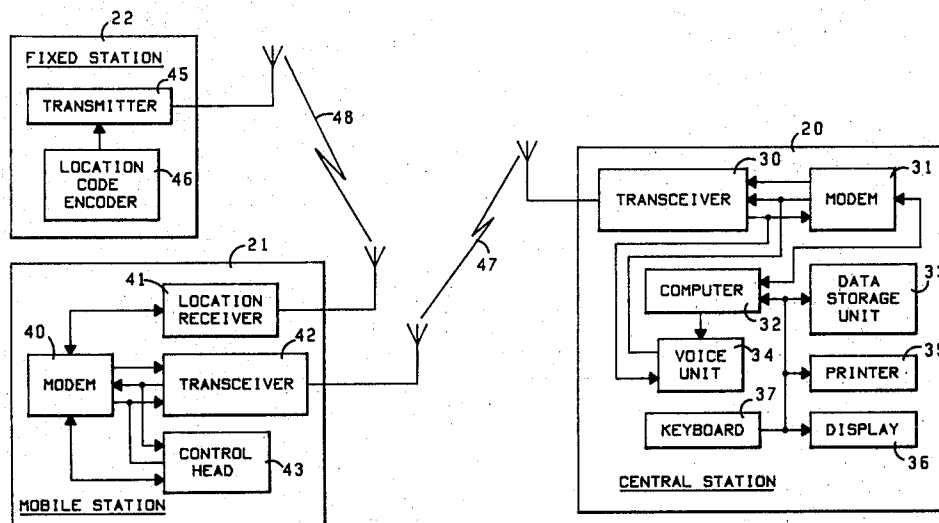 22
FIXED STATION
45
TRANSMITTER
LOCATION
CODE
ENCODER
46
48
47
20
30
31
TRANSCEIVER
MODEM
COMPUTER
32
DATA
STORAGE
UNIT
33
VOICE
UNIT
34
PRINTER
35
37
KEYBOARD
DISPLAY
36
CENTRAL STATION
21
41
LOCATION
RECEIVER
40
42
MODEM
TRANSCEIVER
CONTROL
HEAD
43
MOBILE STATION